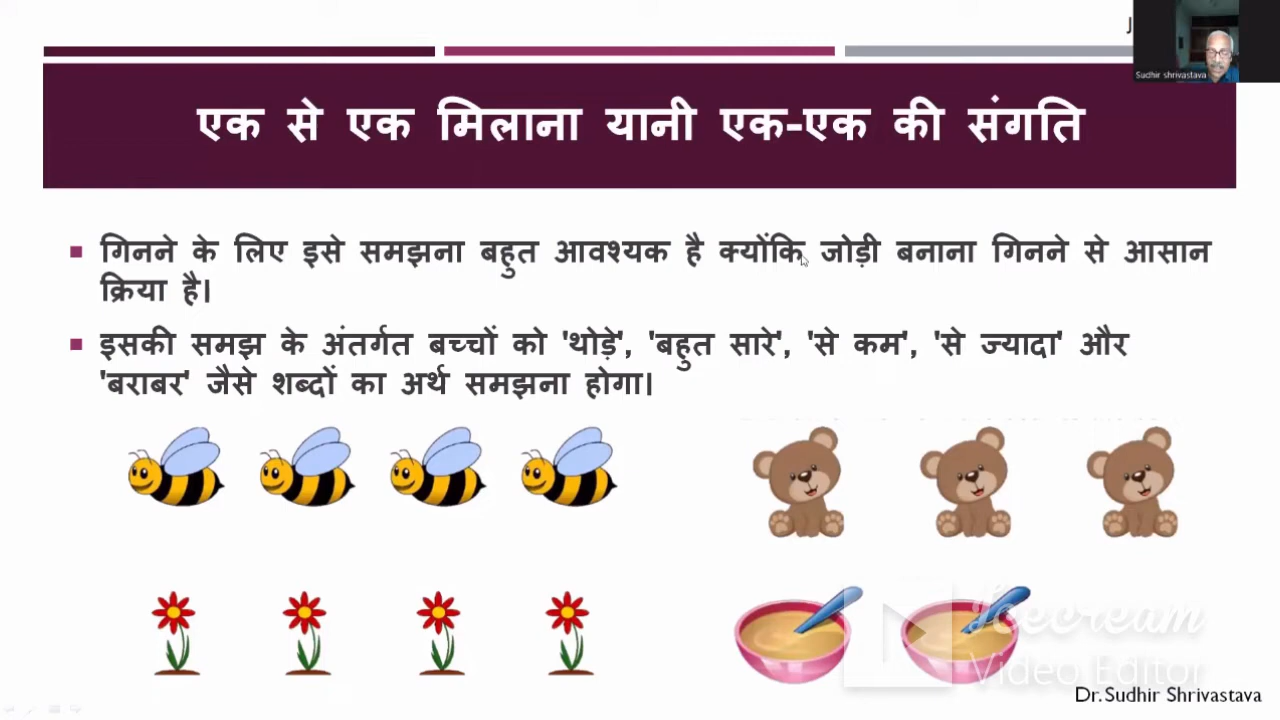 Sudhir shrivastava
एक से एक मिलाना यानी एक-एक की संगति
गिनने के लिए इसे समझना बहुत आवश्यक है क्योंकि जोड़ी बनाना गिनने से आसान
क्रिया है।
इसकी समझ के अंतर्गत बच्चों को 'थोड़े', 'बहुत सारे', 'से कम', 'से ज्यादा' और
'बराबर' जैसे शब्दों का अर्थ समझना होगा।
Icecream
Video Editor
Dr.Sudhir Shrivastava